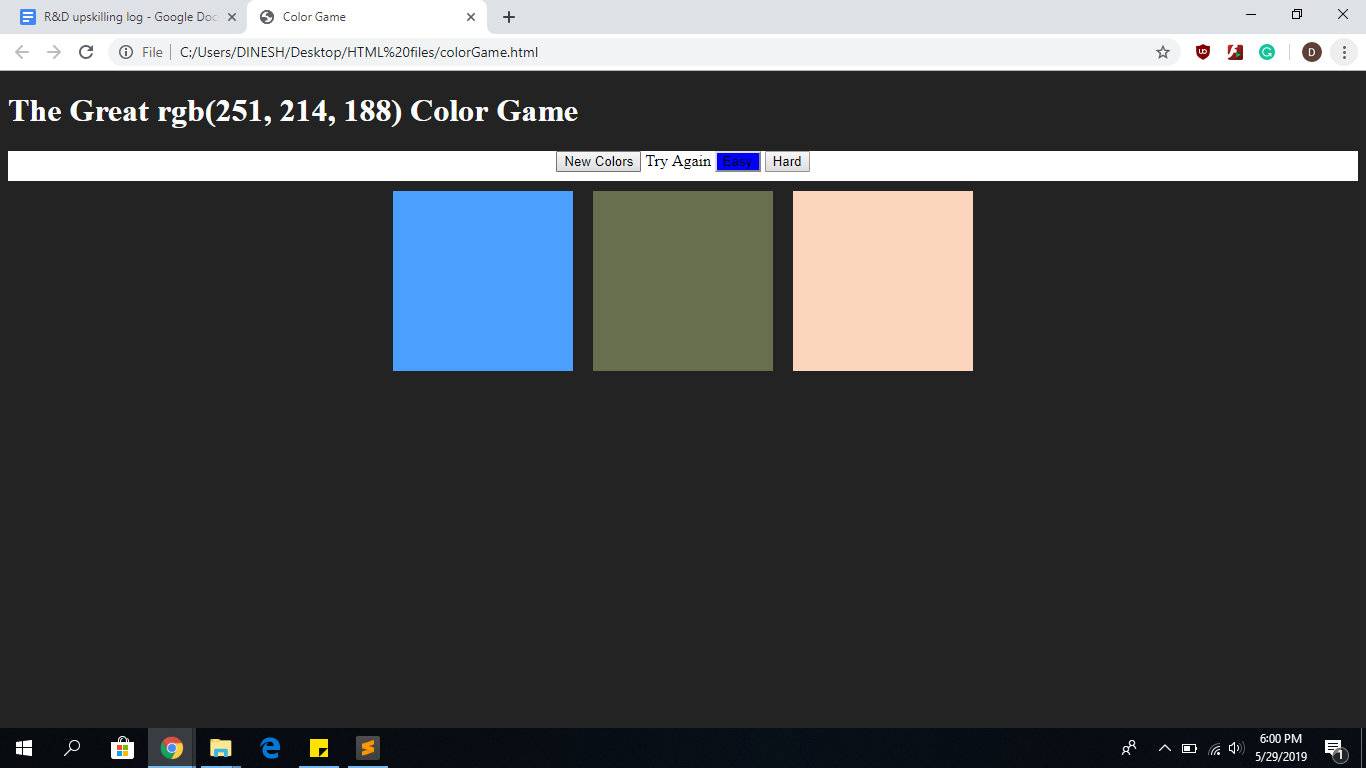 R&D upskilling log - Google Doc
Color Game
File C:/Users/DINESH/Desktop/HTML%20files/colorGame.html
D
The Great rgb(251, 214, 188) Color Game
New Colors Try Again Easy Hard
6:00 PM
5/29/2019
1